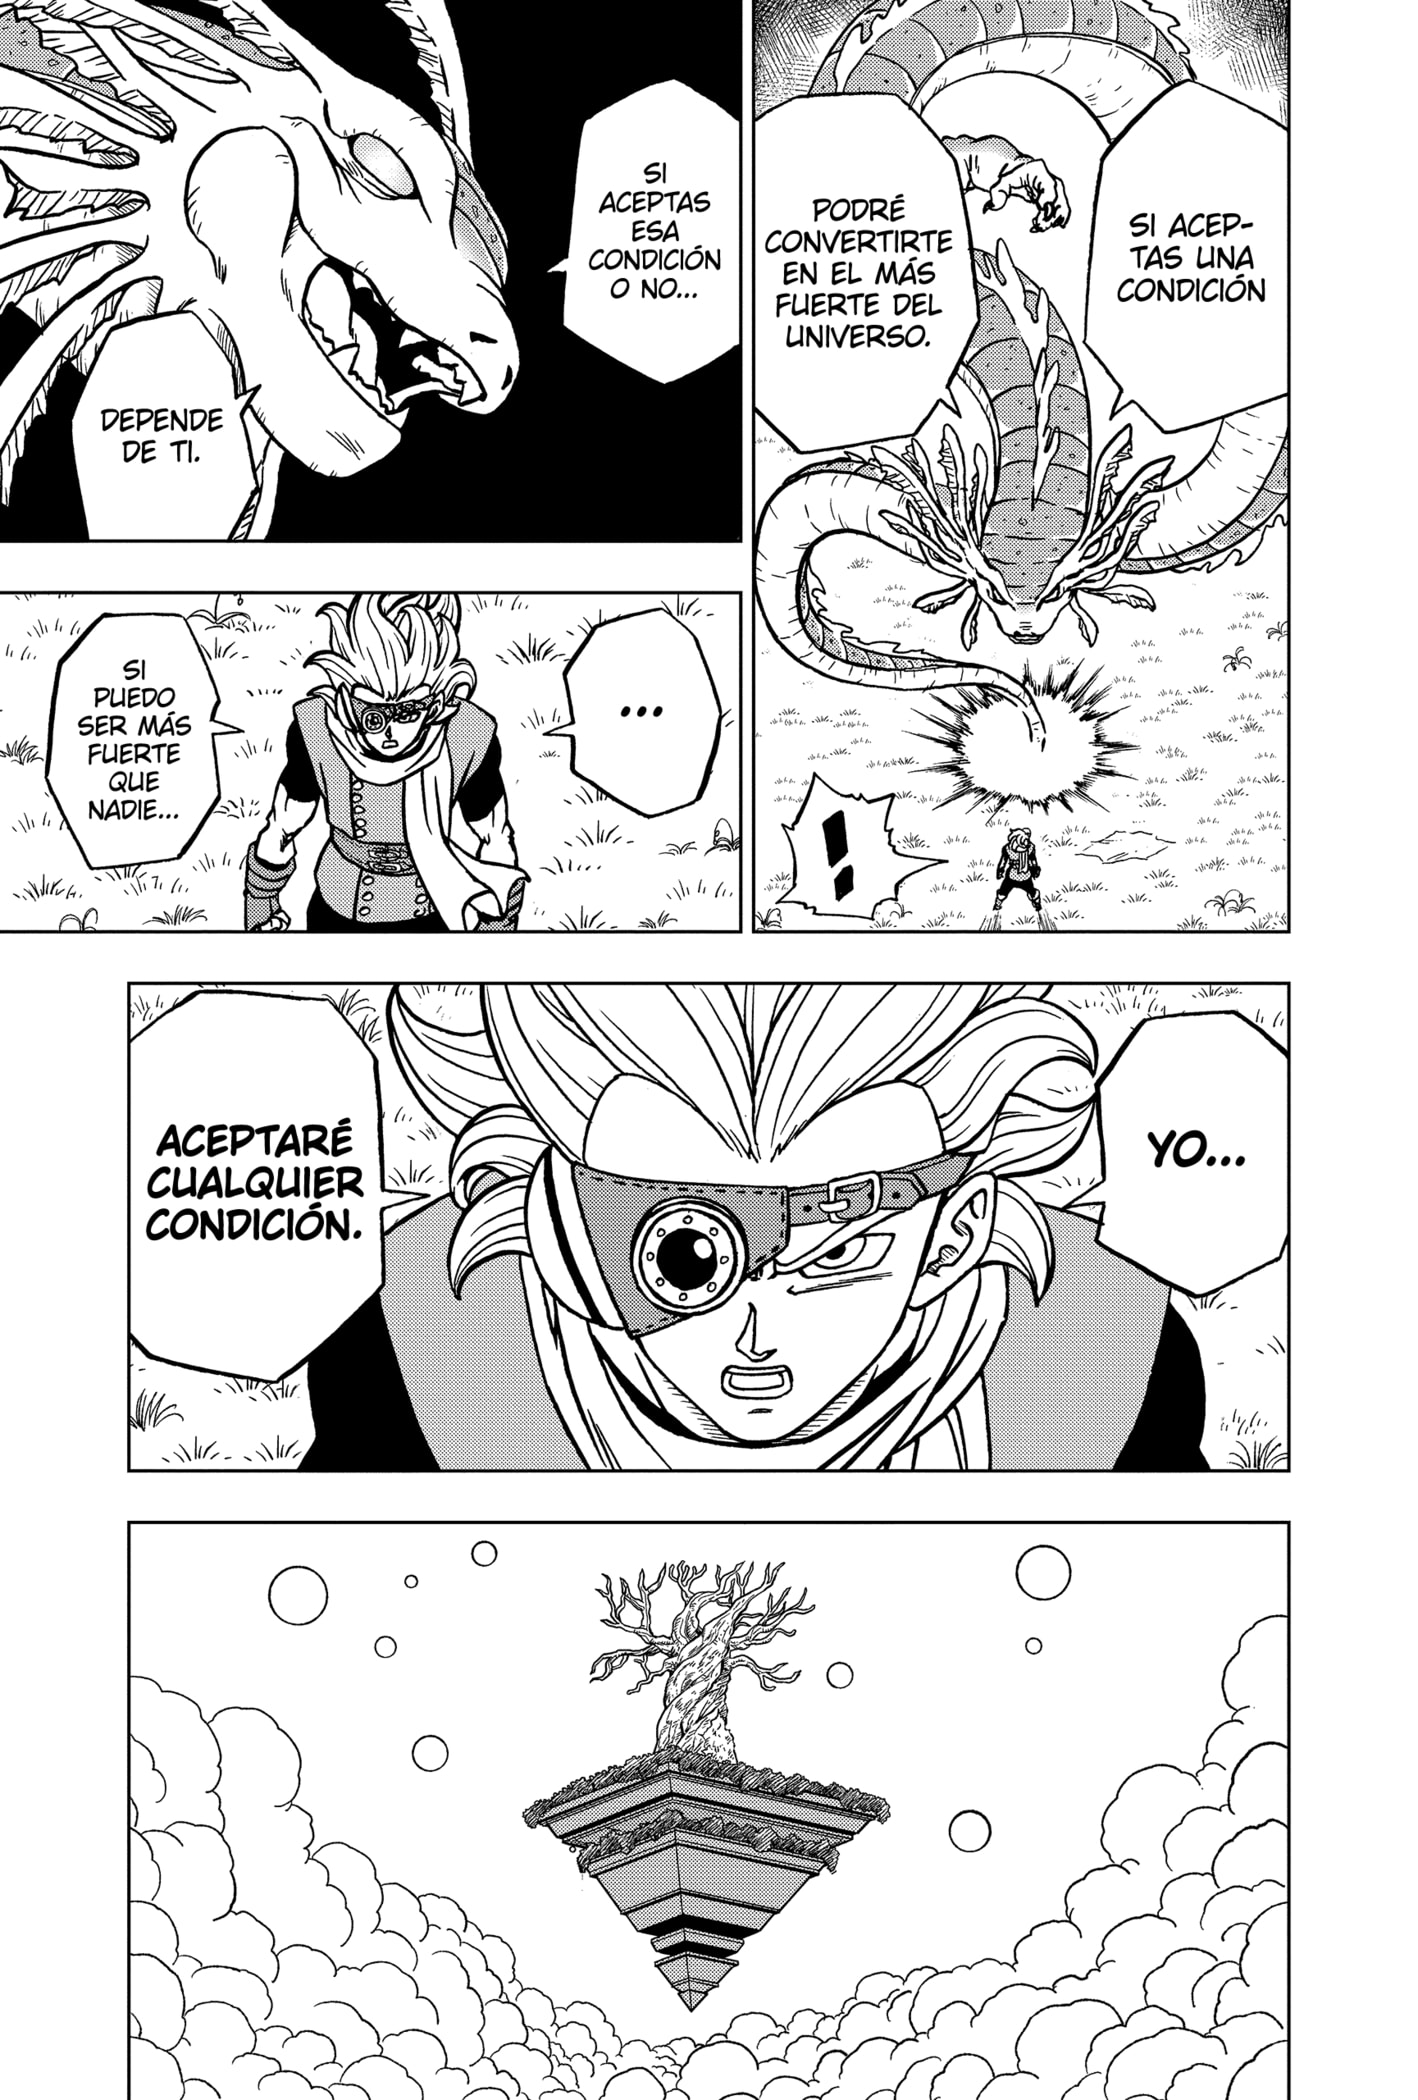 SI ACEP-
TAS UNA
CONDICIÓN
PODRÉ
CONVERTIRTE
EN EL MÁS
FUERTE DEL
UNIVERSO.
!
SI
ACEPTAS
ESA
CONDICIÓN
O NO...
DEPENDE
DE TI.
...
SI
PUEDO
SER MÁS
FUERTE
QUE
NADIE...
YO...
ACEPTARÉ
CUALQUIER
CONDICIÓN.